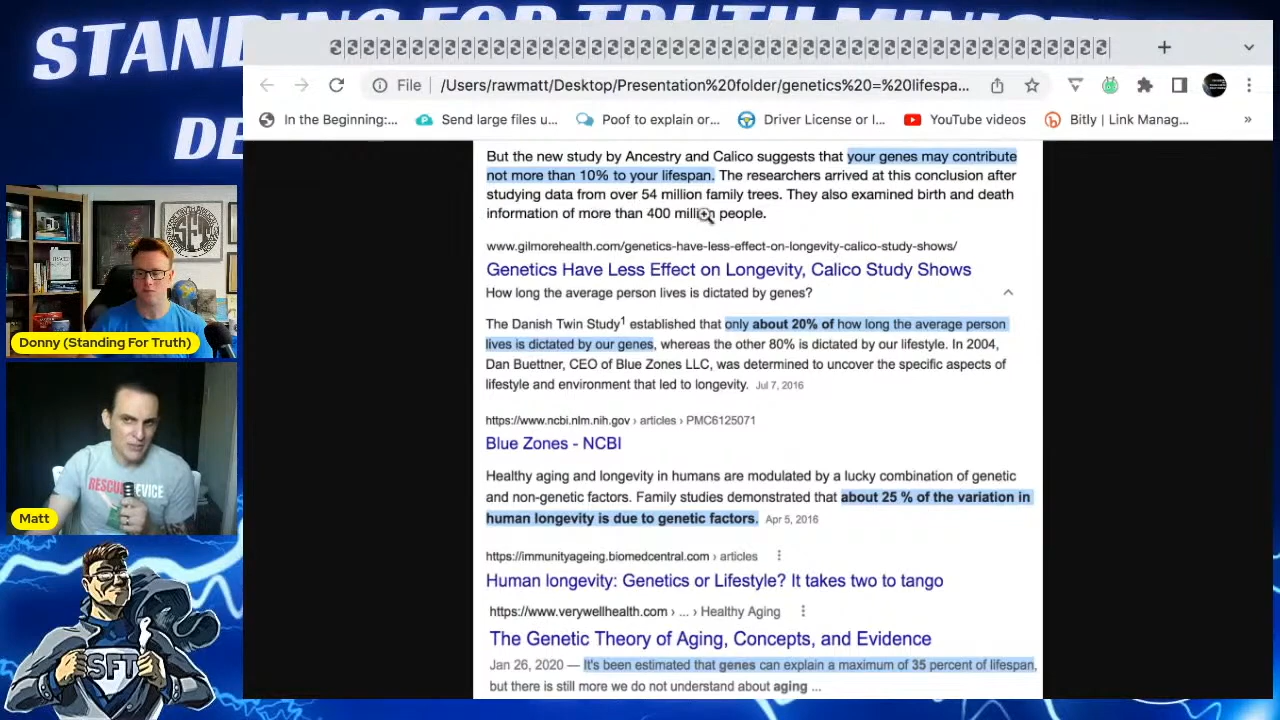 STANDING FOR TRUTH MINISTR
DE
File
/Users/rawmatt/Desktop/Presentation%20folder/genetics%20=%20lifespa...
In the Beginning:...
Send large files u...
Poof to explain or...
Driver License or I...
YouTube videos
Bitly | Link Manag...
»
But the new study by Ancestry and Calico suggests that your genes may contribute
not more than 10% to your lifespan. The researchers arrived at this conclusion after
studying data from over 54 million family trees. They also examined birth and death
information of more than 400 million people.
www.gilmorehealth.com/genetics-have-less-effect-on-longevity-calico-study-shows/
Genetics Have Less Effect on Longevity, Calico Study Shows
How long the average person lives is dictated by genes?
The Danish Twin Study1 established that only about 20% of how long the average person
lives is dictated by our genes, whereas the other 80% is dictated by our lifestyle. In 2004,
Dan Buettner, CEO of Blue Zones LLC, was determined to uncover the specific aspects of
lifestyle and environment that led to longevity. Jul 7, 2016
https://www.ncbi.nlm.nih.gov › articles › PMC6125071
Blue Zones - NCBI
Healthy aging and longevity in humans are modulated by a lucky combination of genetic
and non-genetic factors. Family studies demonstrated that about 25 % of the variation in
human longevity is due to genetic factors. Apr 5, 2016
https://immunityageing.biomedcentral.com › articles
Human longevity: Genetics or Lifestyle? It takes two to tango
https://www.verywellhealth.com › ... › Healthy Aging
The Genetic Theory of Aging, Concepts, and Evidence
Jan 26, 2020 — It's been estimated that genes can explain a maximum of 35 percent of lifespan,
but there is still more we do not understand about aging ...
SFT
Donny (Standing For Truth)
Matt
SFT